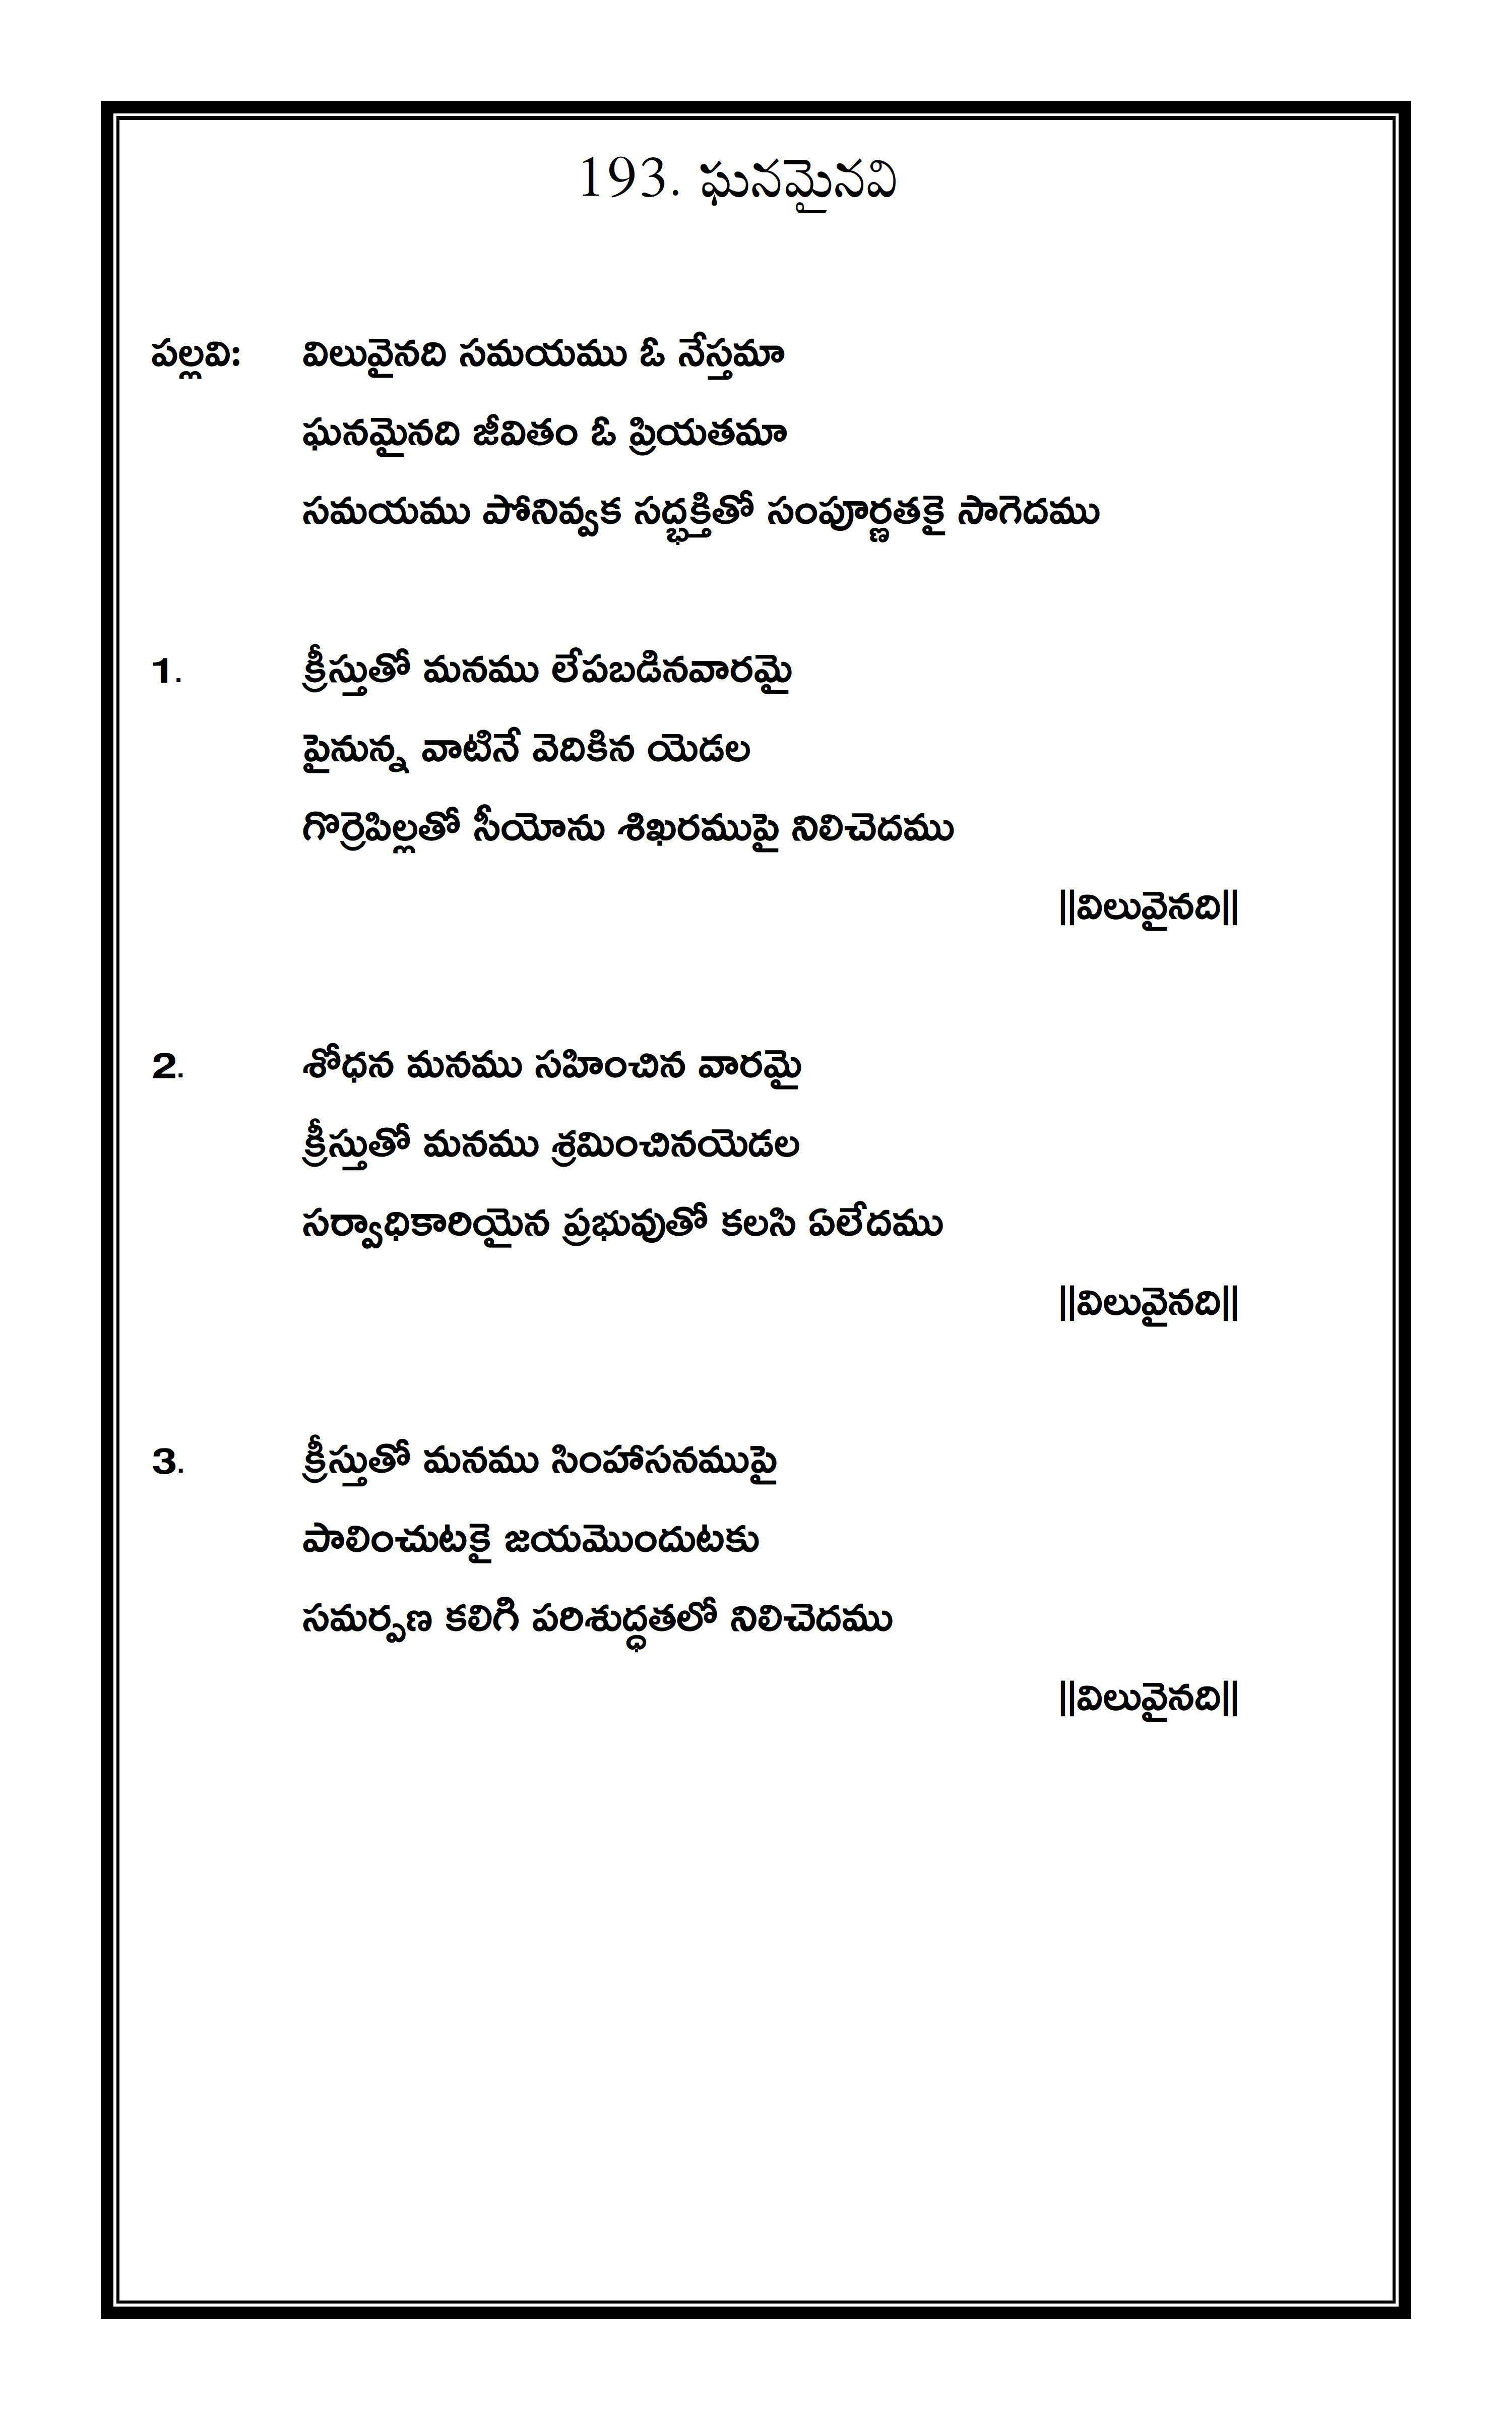 193. ఘనమైనవి
పల్లవి: విలువైనది సమయము ఓ నేస్తమా
ఘనమైనది జీవితం ఓ ప్రియతమా
సమయము పోనివ్వక సద్భక్తితో సంపూర్ణతకై సాగెదము
1. క్రీస్తుతో మనము లేపబడినవారమై
పైనున్న వాటినే వెదికిన యెడల
గొర్రెపిల్లతో సీయోను శిఖరముపై నిలిచెదము
||విలువైనది||
2. శోధన మనము సహించిన వారమై
క్రీస్తుతో మనము శ్రమించినయెడల
సర్వాధికారియైన ప్రభువుతో కలసి ఏలేదము
||విలువైనది||
3. క్రీస్తుతో మనము సింహాసనముపై
పాలించుటకై జయమొందుటకు
సమర్పణ కలిగి పరిశుద్ధతలో నిలిచెదము
||విలువైనది||